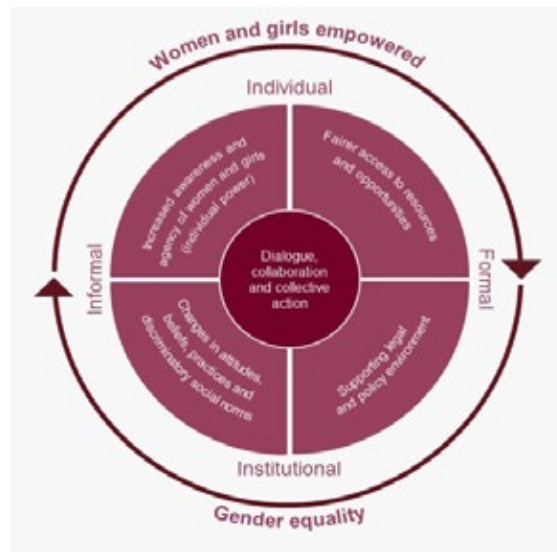 Women and girls empowered
Individual
Increased awareness and
agency of women and girls
(individual power)
Fairer access to resources
and opportunities
Informal
Dialogue,
collaboration
and collective
action
Formal
Changes in attitudes,
beliefs, practices and
discriminatory social norms
Supporting legal
and policy environment
Institutional
Gender equality